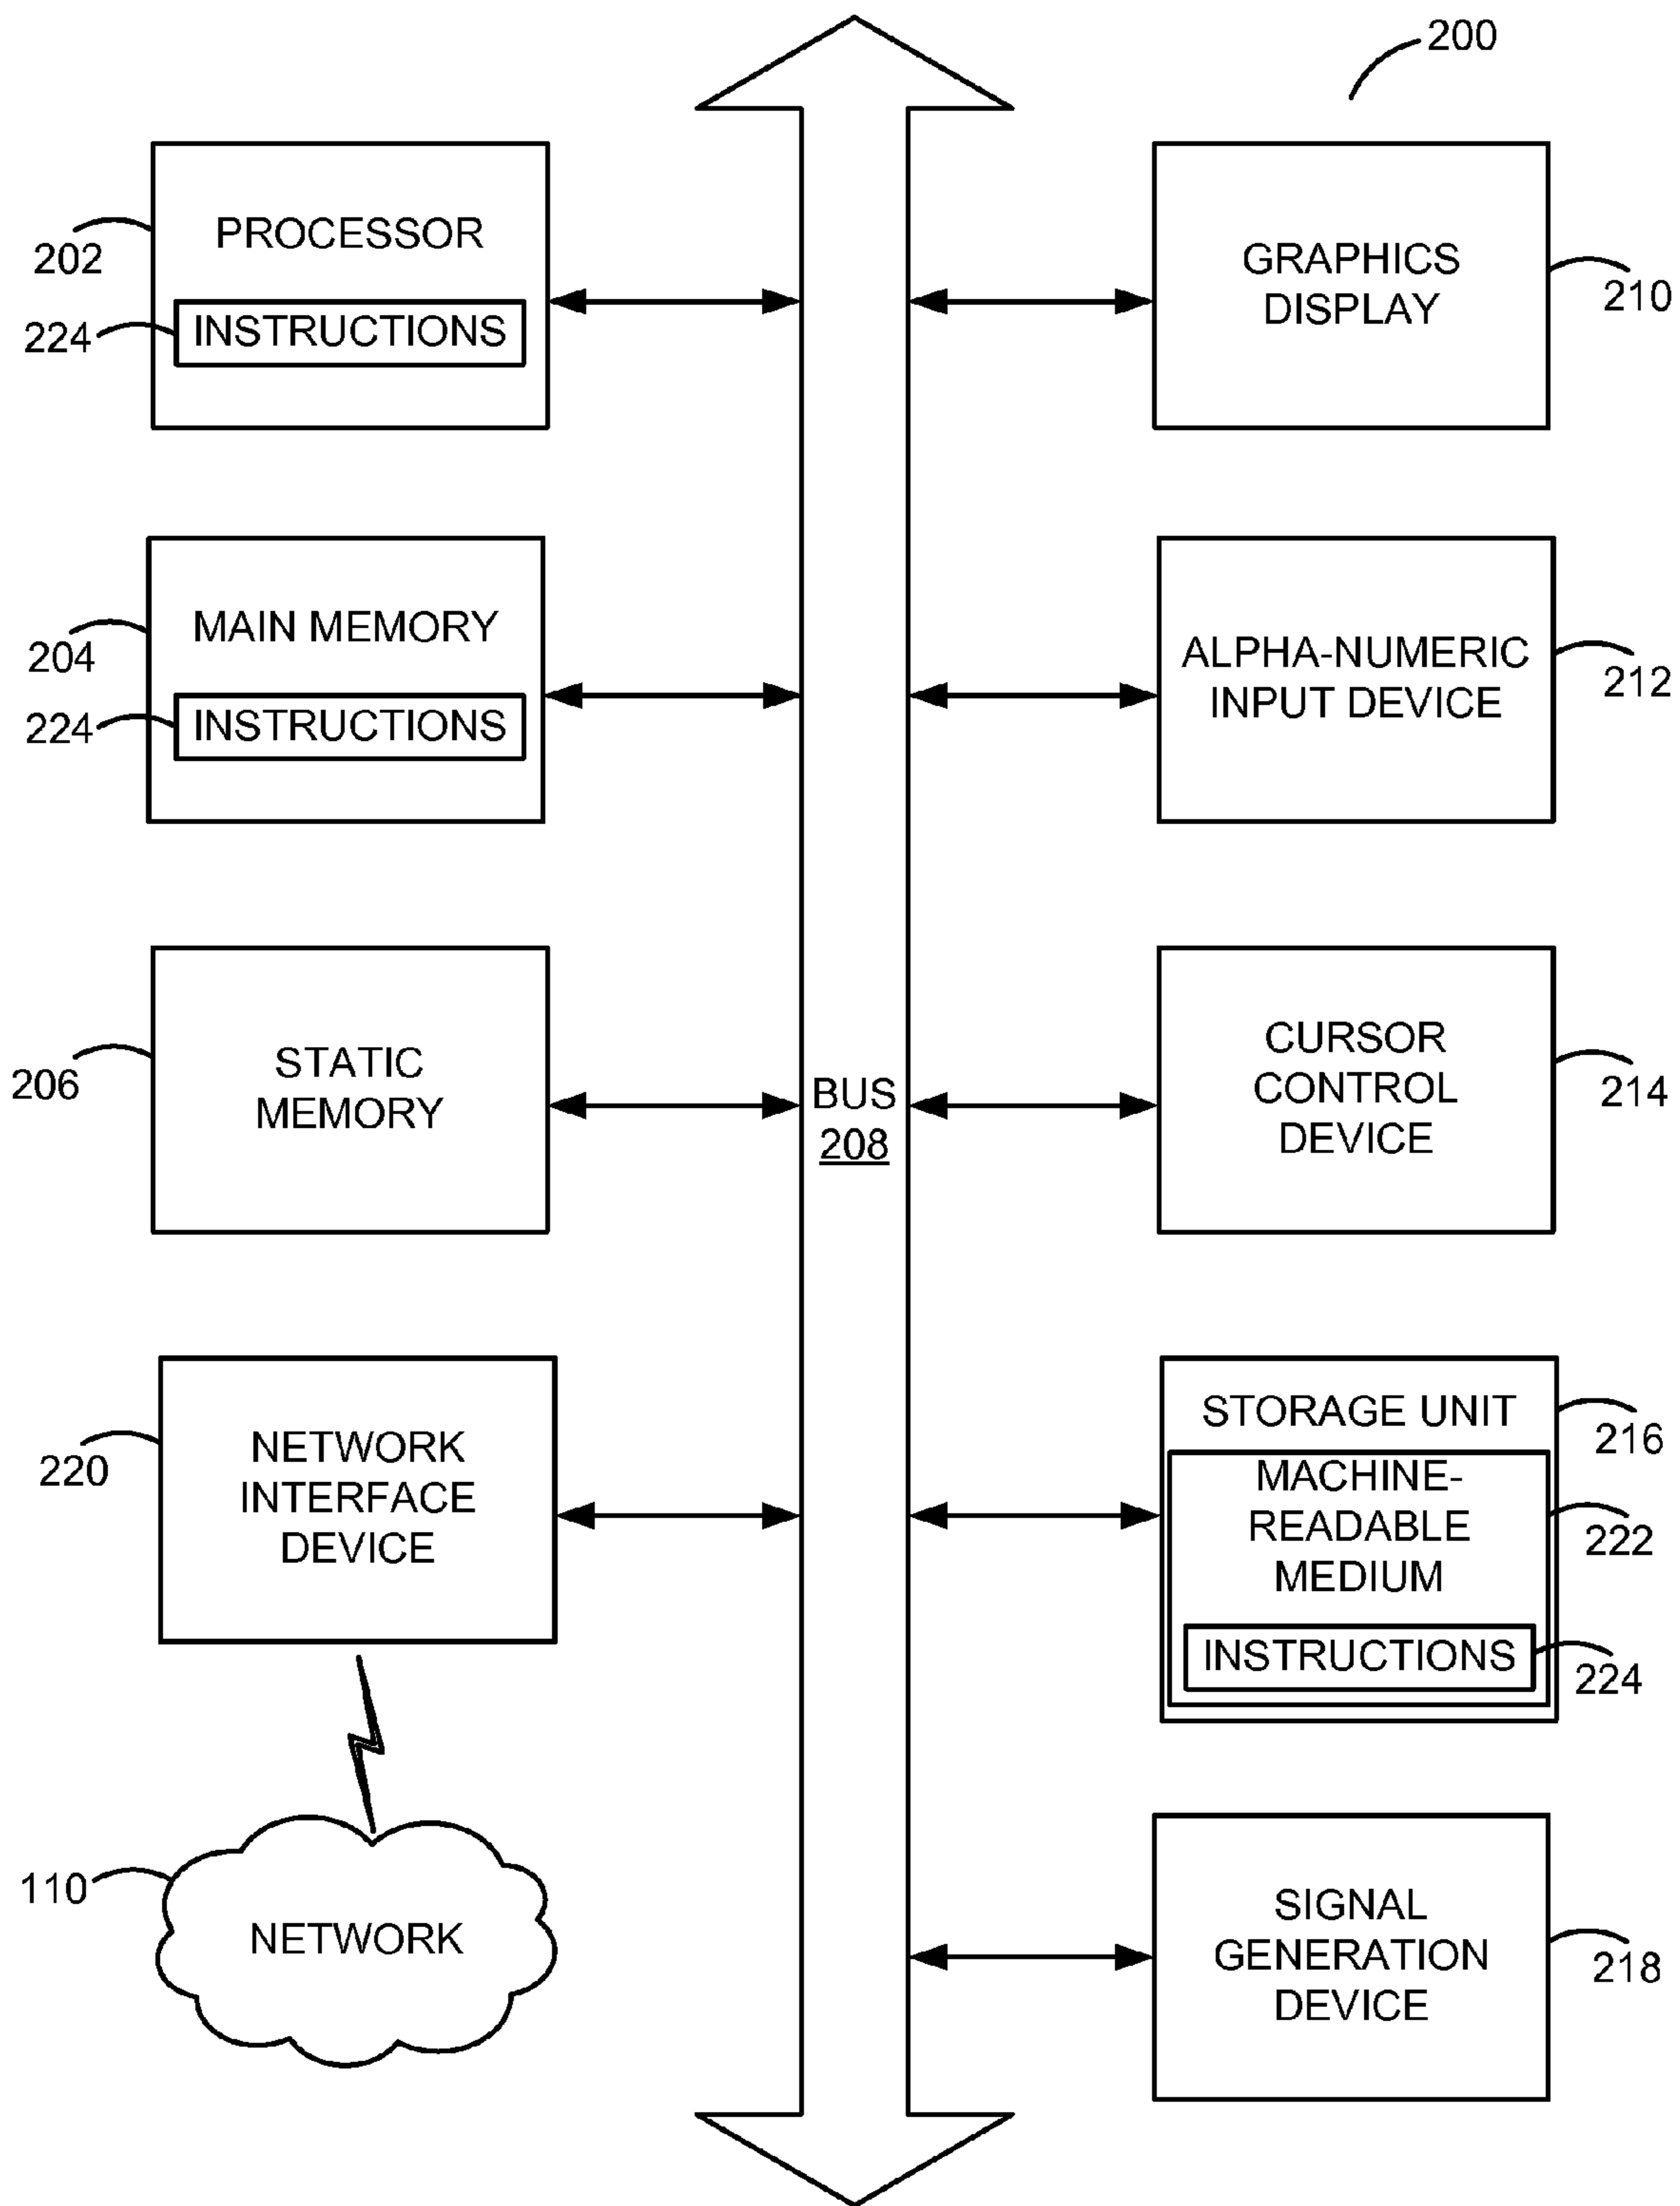 200
PROCESSOR
202
INSTRUCTIONS
224
GRAPHICS
DISPLAY
210
MAIN MEMORY
204
INSTRUCTIONS
224
ALPHA-NUMERIC
INPUT DEVICE
212
STATIC
MEMORY
206
BUS
208
CURSOR
CONTROL
DEVICE
214
NETWORK
INTERFACE
DEVICE
220
STORAGE UNIT
216
MACHINE-
READABLE
MEDIUM
222
INSTRUCTIONS
224
110
NETWORK
SIGNAL
GENERATION
DEVICE
218